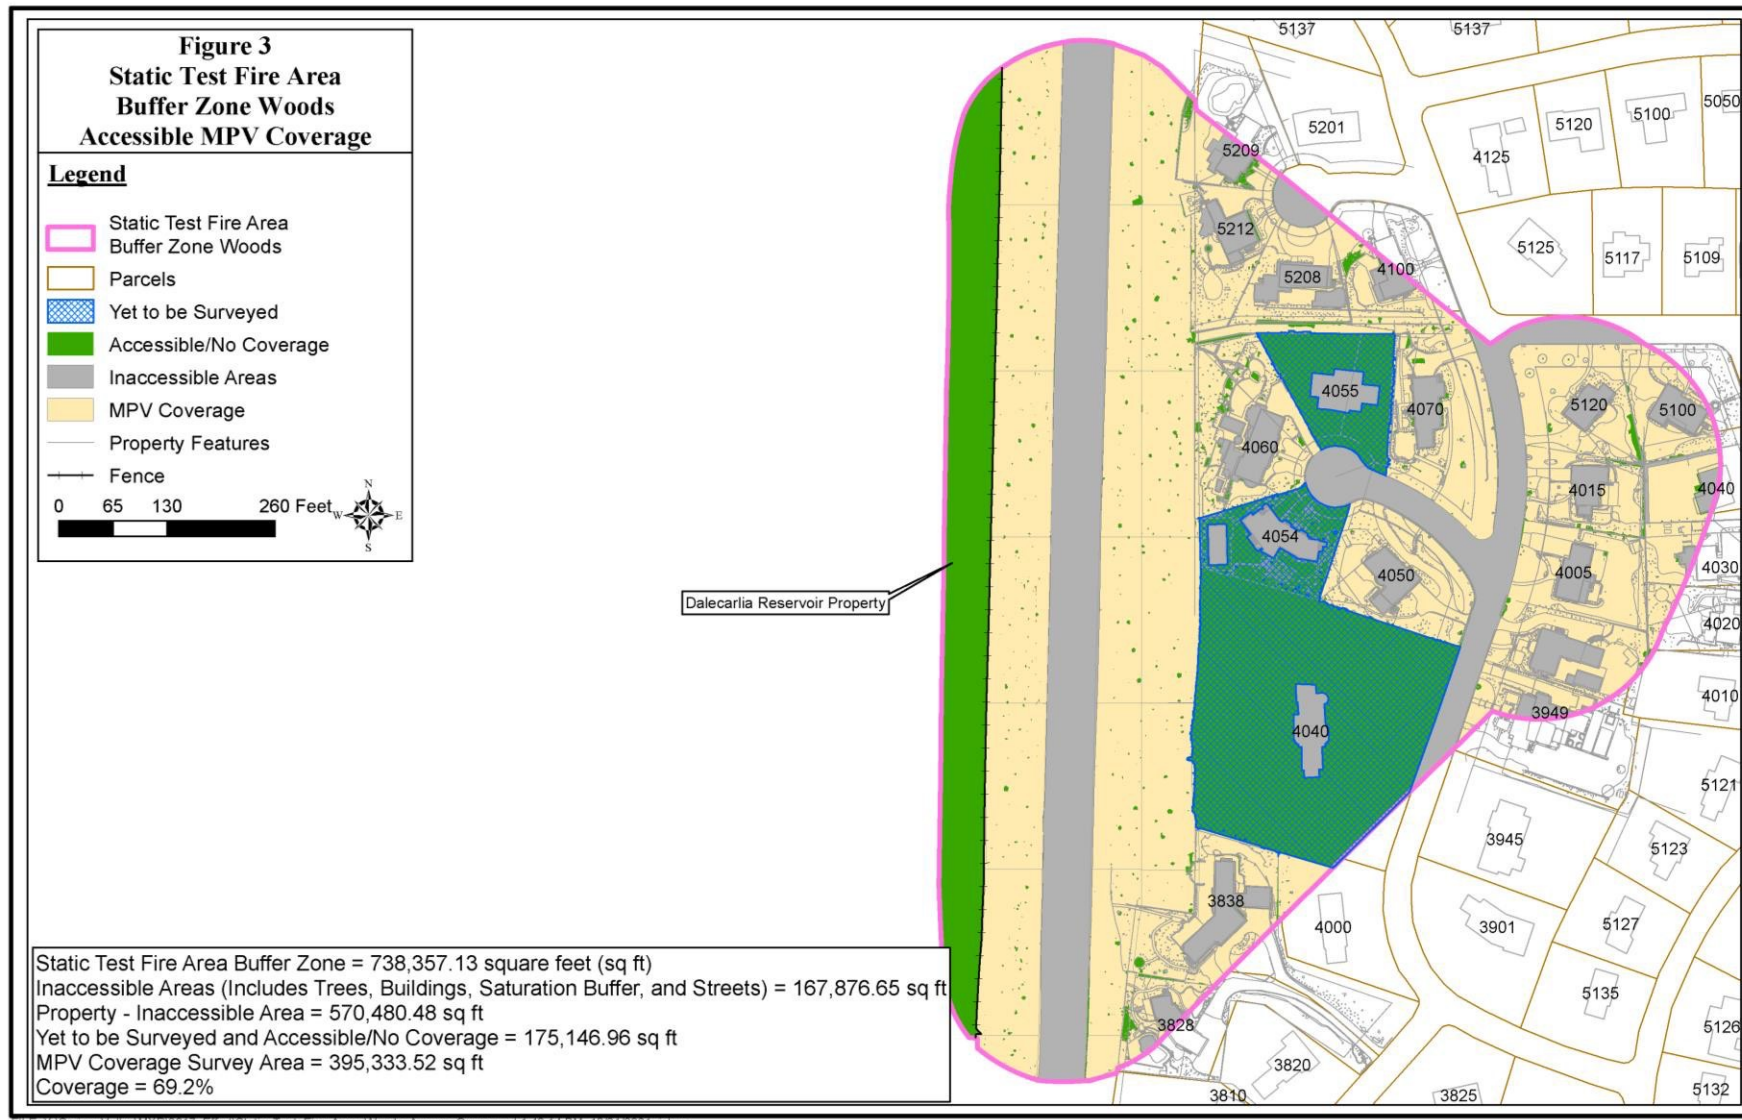 Figure 3
Static Test Fire Area
Buffer Zone Woods
Accessible MPV Coverage
Legend
Static Test Fire Area
Buffer Zone Woods
Parcels
Yet to be Surveyed
Accessible/No Coverage
Inaccessible Areas
MPV Coverage
Property Features
Fence
0 65 130 260 Feet
N
W E
S
5137 5137
5050
5100
5120
5201
4125
5209
5212
5125
5117
5109
5208
4100
4055
4070
5120
5100
4060
4015
4040
4054
4050
4005
4030
Dalecarlia Reservoir Property
4020
4010
3949
4040
5121
3945
5123
3838
4000
3901
5127
5135
3828
5126
3820
3810
3825
5132
Static Test Fire Area Buffer Zone = 738,357.13 square feet (sq ft)
Inaccessible Areas (Includes Trees, Buildings, Saturation Buffer, and Streets) = 167,876.65 sq ft
Property - Inaccessible Area = 570,480.48 sq ft
Yet to be Surveyed and Accessible/No Coverage = 175,146.96 sq ft
MPV Coverage Survey Area = 395,333.52 sq ft
Coverage = 69.2%